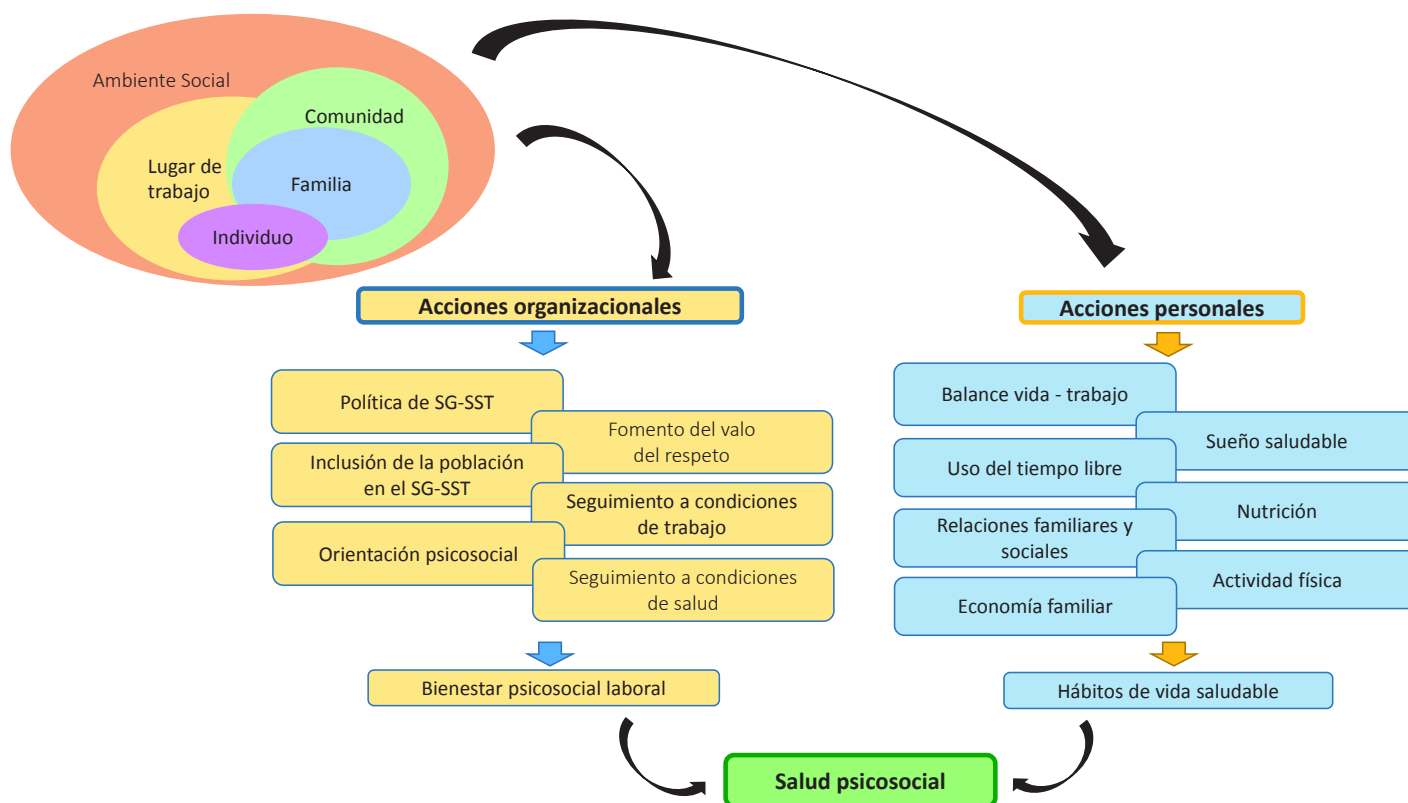 Ambiente Social
Comunidad
Lugar de
trabajo
Familia
Individuo
Acciones organizacionales
Política de SG-SST
Fomento del valo
del respeto
Inclusión de la población
en el SG-SST
Seguimiento a condiciones
de trabajo
Orientación psicosocial
Seguimiento a condiciones
de salud
Bienestar psicosocial laboral
Acciones personales
Balance vida - trabajo
Sueño saludable
Uso del tiempo libre
Nutrición
Relaciones familiares y
sociales
Actividad física
Economía familiar
Hábitos de vida saludable
Salud psicosocial